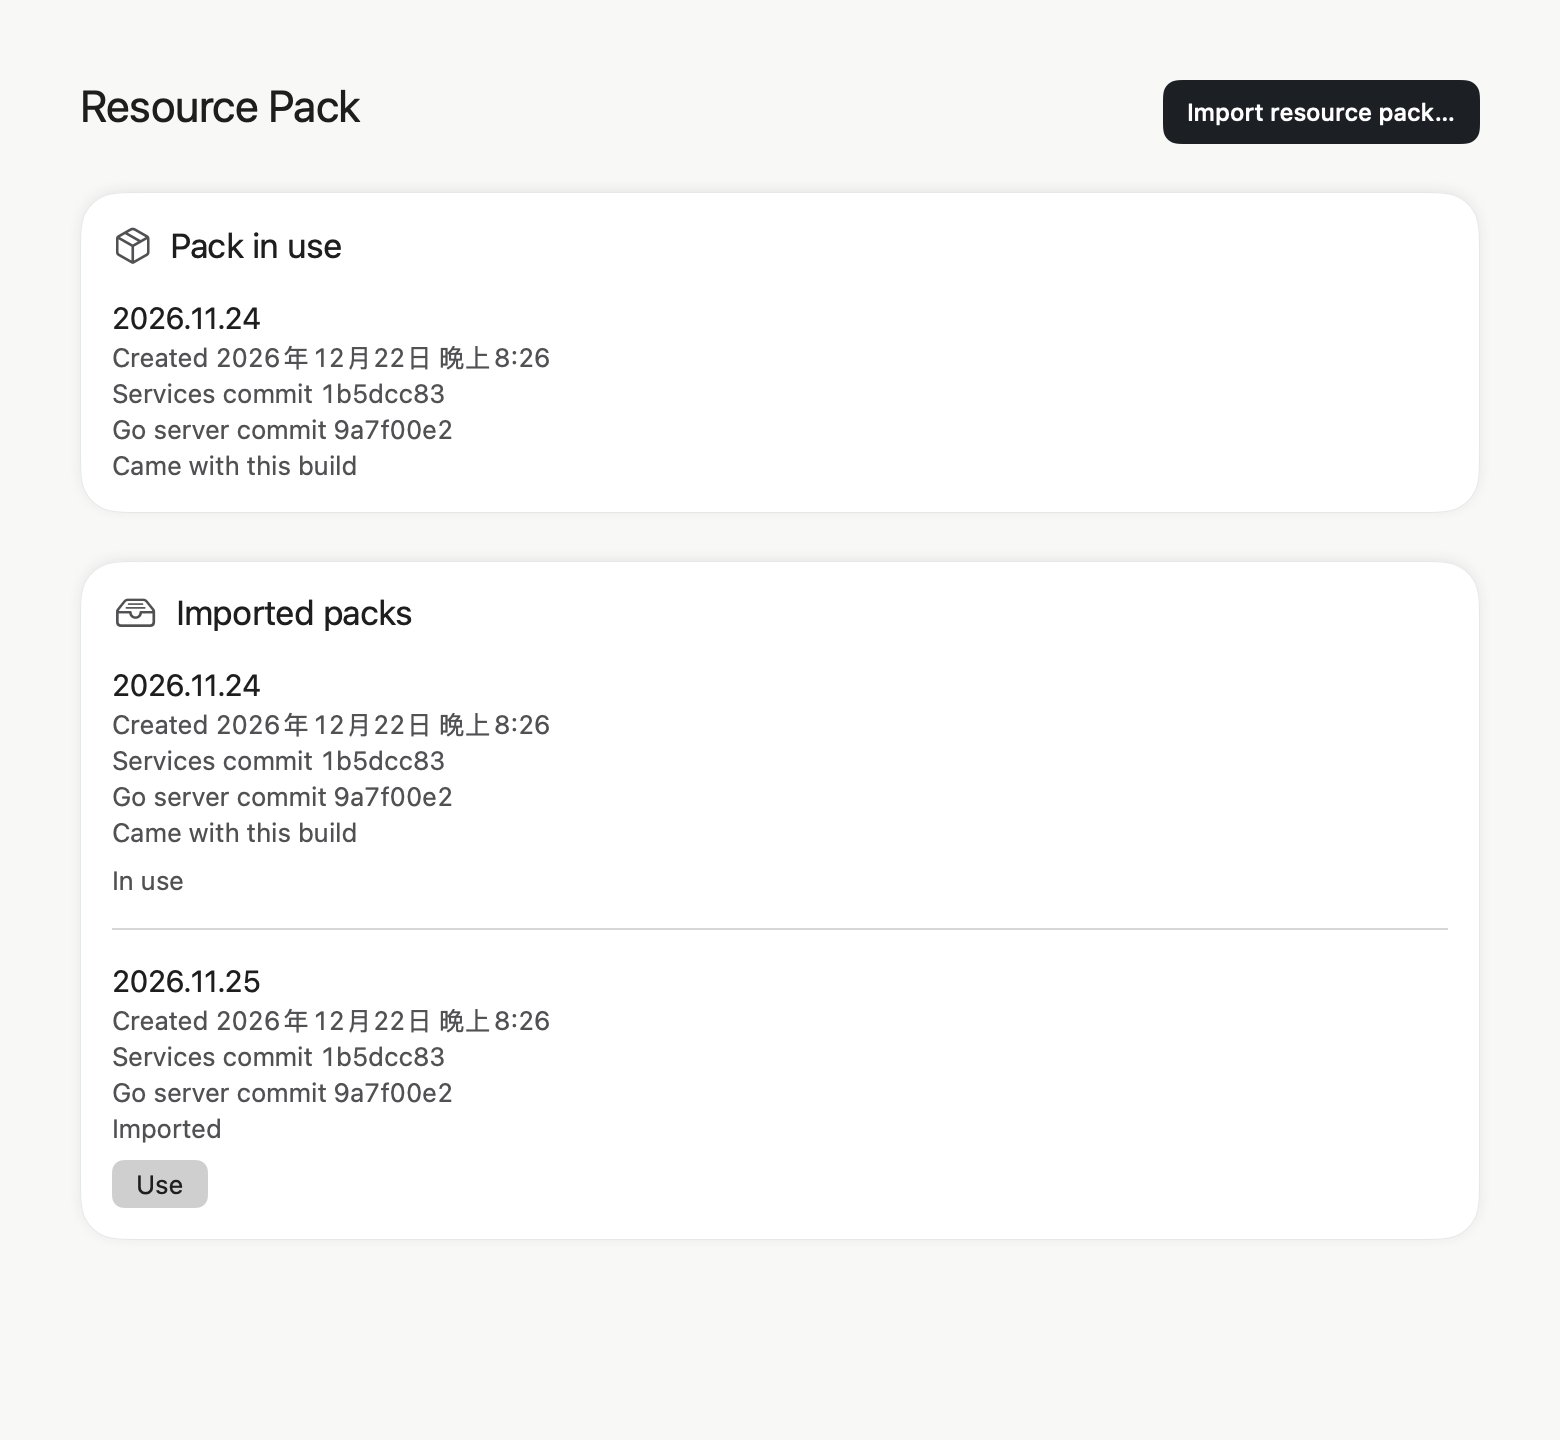 Resource Pack
Import resource pack...
Pack in use
2026.11.24
Created 2026年12月22日 晚上8:26
Services commit 1b5dcc83
Go server commit 9a7f00e2
Came with this build
Imported packs
2026.11.24
Created 2026年12月22日 晚上8:26
Services commit 1b5dcc83
Go server commit 9a7f00e2
Came with this build
In use
2026.11.25
Created 2026年12月22日 晚上8:26
Services commit 1b5dcc83
Go server commit 9a7f00e2
Imported
Use